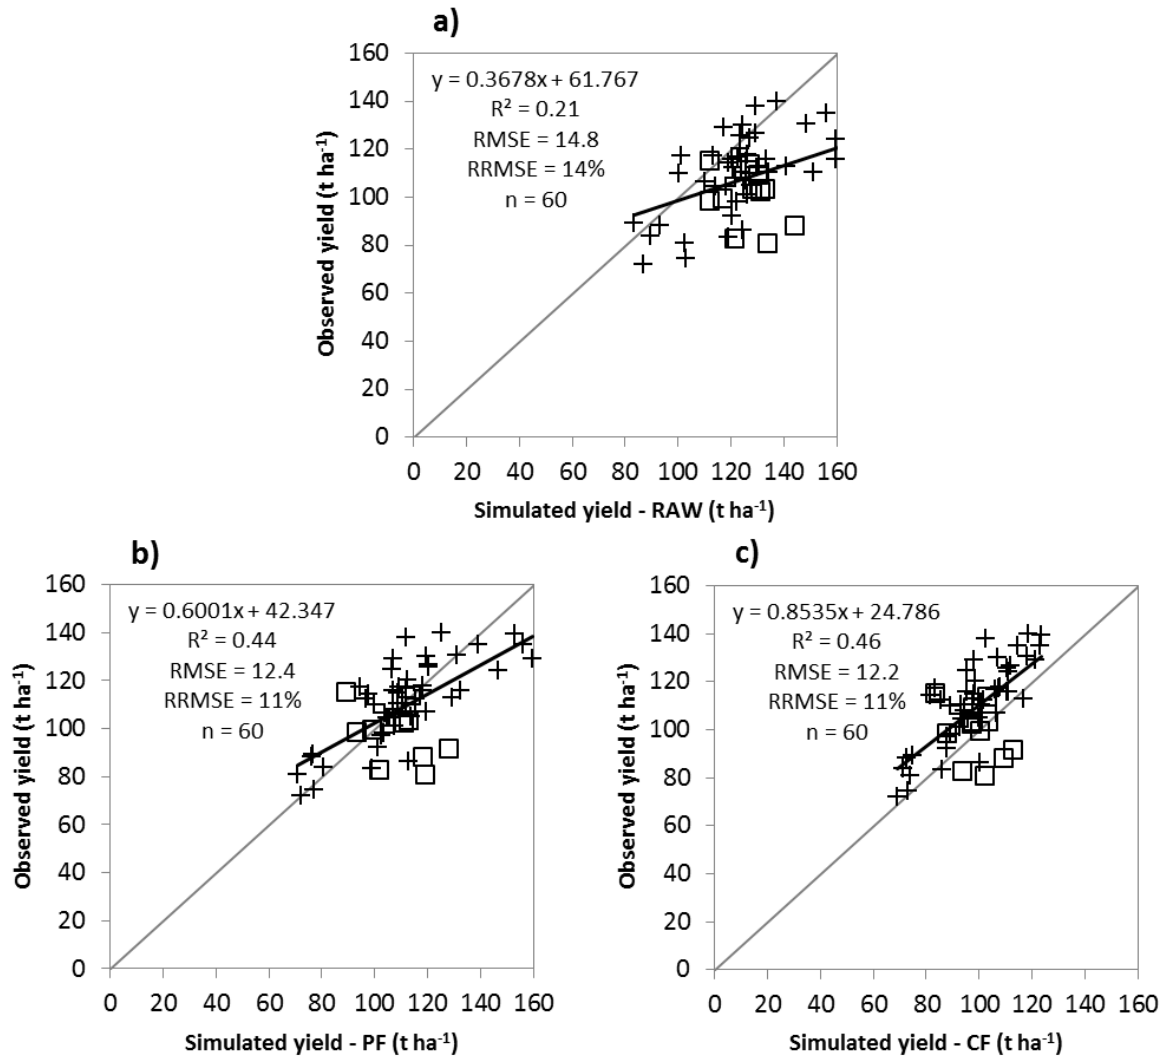 a)
160
140
120
100
80
60
40
20
0
y = 0.3678x + 61.767
R² = 0.21
RMSE = 14.8
RRMSE = 14%
n = 60
Observed yield (t ha⁻¹)
0 20 40 60 80 100 120 140 160
Simulated yield - RAW (t ha⁻¹)
b)
160
140
120
100
80
60
40
20
0
y = 0.6001x + 42.347
R² = 0.44
RMSE = 12.4
RRMSE = 11%
n = 60
Observed yield (t ha⁻¹)
0 20 40 60 80 100 120 140 160
Simulated yield - PF (t ha⁻¹)
c)
160
140
120
100
80
60
40
20
0
y = 0.8535x + 24.786
R² = 0.46
RMSE = 12.2
RRMSE = 11%
n = 60
Observed yield (t ha⁻¹)
0 20 40 60 80 100 120 140 160
Simulated yield - CF (t ha⁻¹)